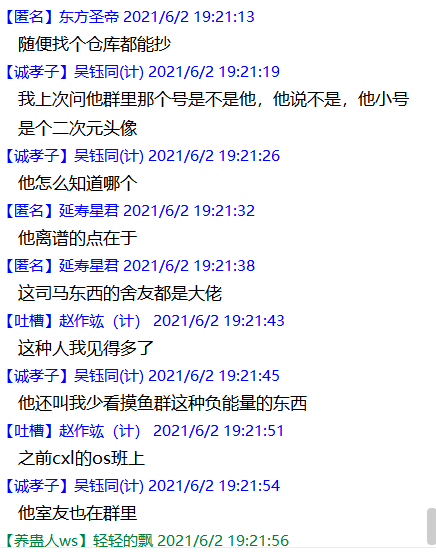 【匿名】东方圣帝 2021/6/2 19:21:13
随便找个仓库都能抄
【诚孝子】吴钰同(计) 2021/6/2 19:21:19
我上次问他群里那个号是不是他，他说不是，他小号
是个二次元头像
【诚孝子】吴钰同(计) 2021/6/2 19:21:26
他怎么知道哪个
【匿名】延寿星君 2021/6/2 19:21:32
他离谱的点在于
【匿名】延寿星君 2021/6/2 19:21:38
这司马东西的舍友都是大佬
【吐槽】赵作竑（计） 2021/6/2 19:21:43
这种人我见得多了
【诚孝子】吴钰同(计) 2021/6/2 19:21:45
他还叫我少看摸鱼群这种负能量的东西
【吐槽】赵作竑（计） 2021/6/2 19:21:51
之前cxl的os班上
【诚孝子】吴钰同(计) 2021/6/2 19:21:54
他室友也在群里
【养蛊人ws】轻轻的飘 2021/6/2 19:21:56